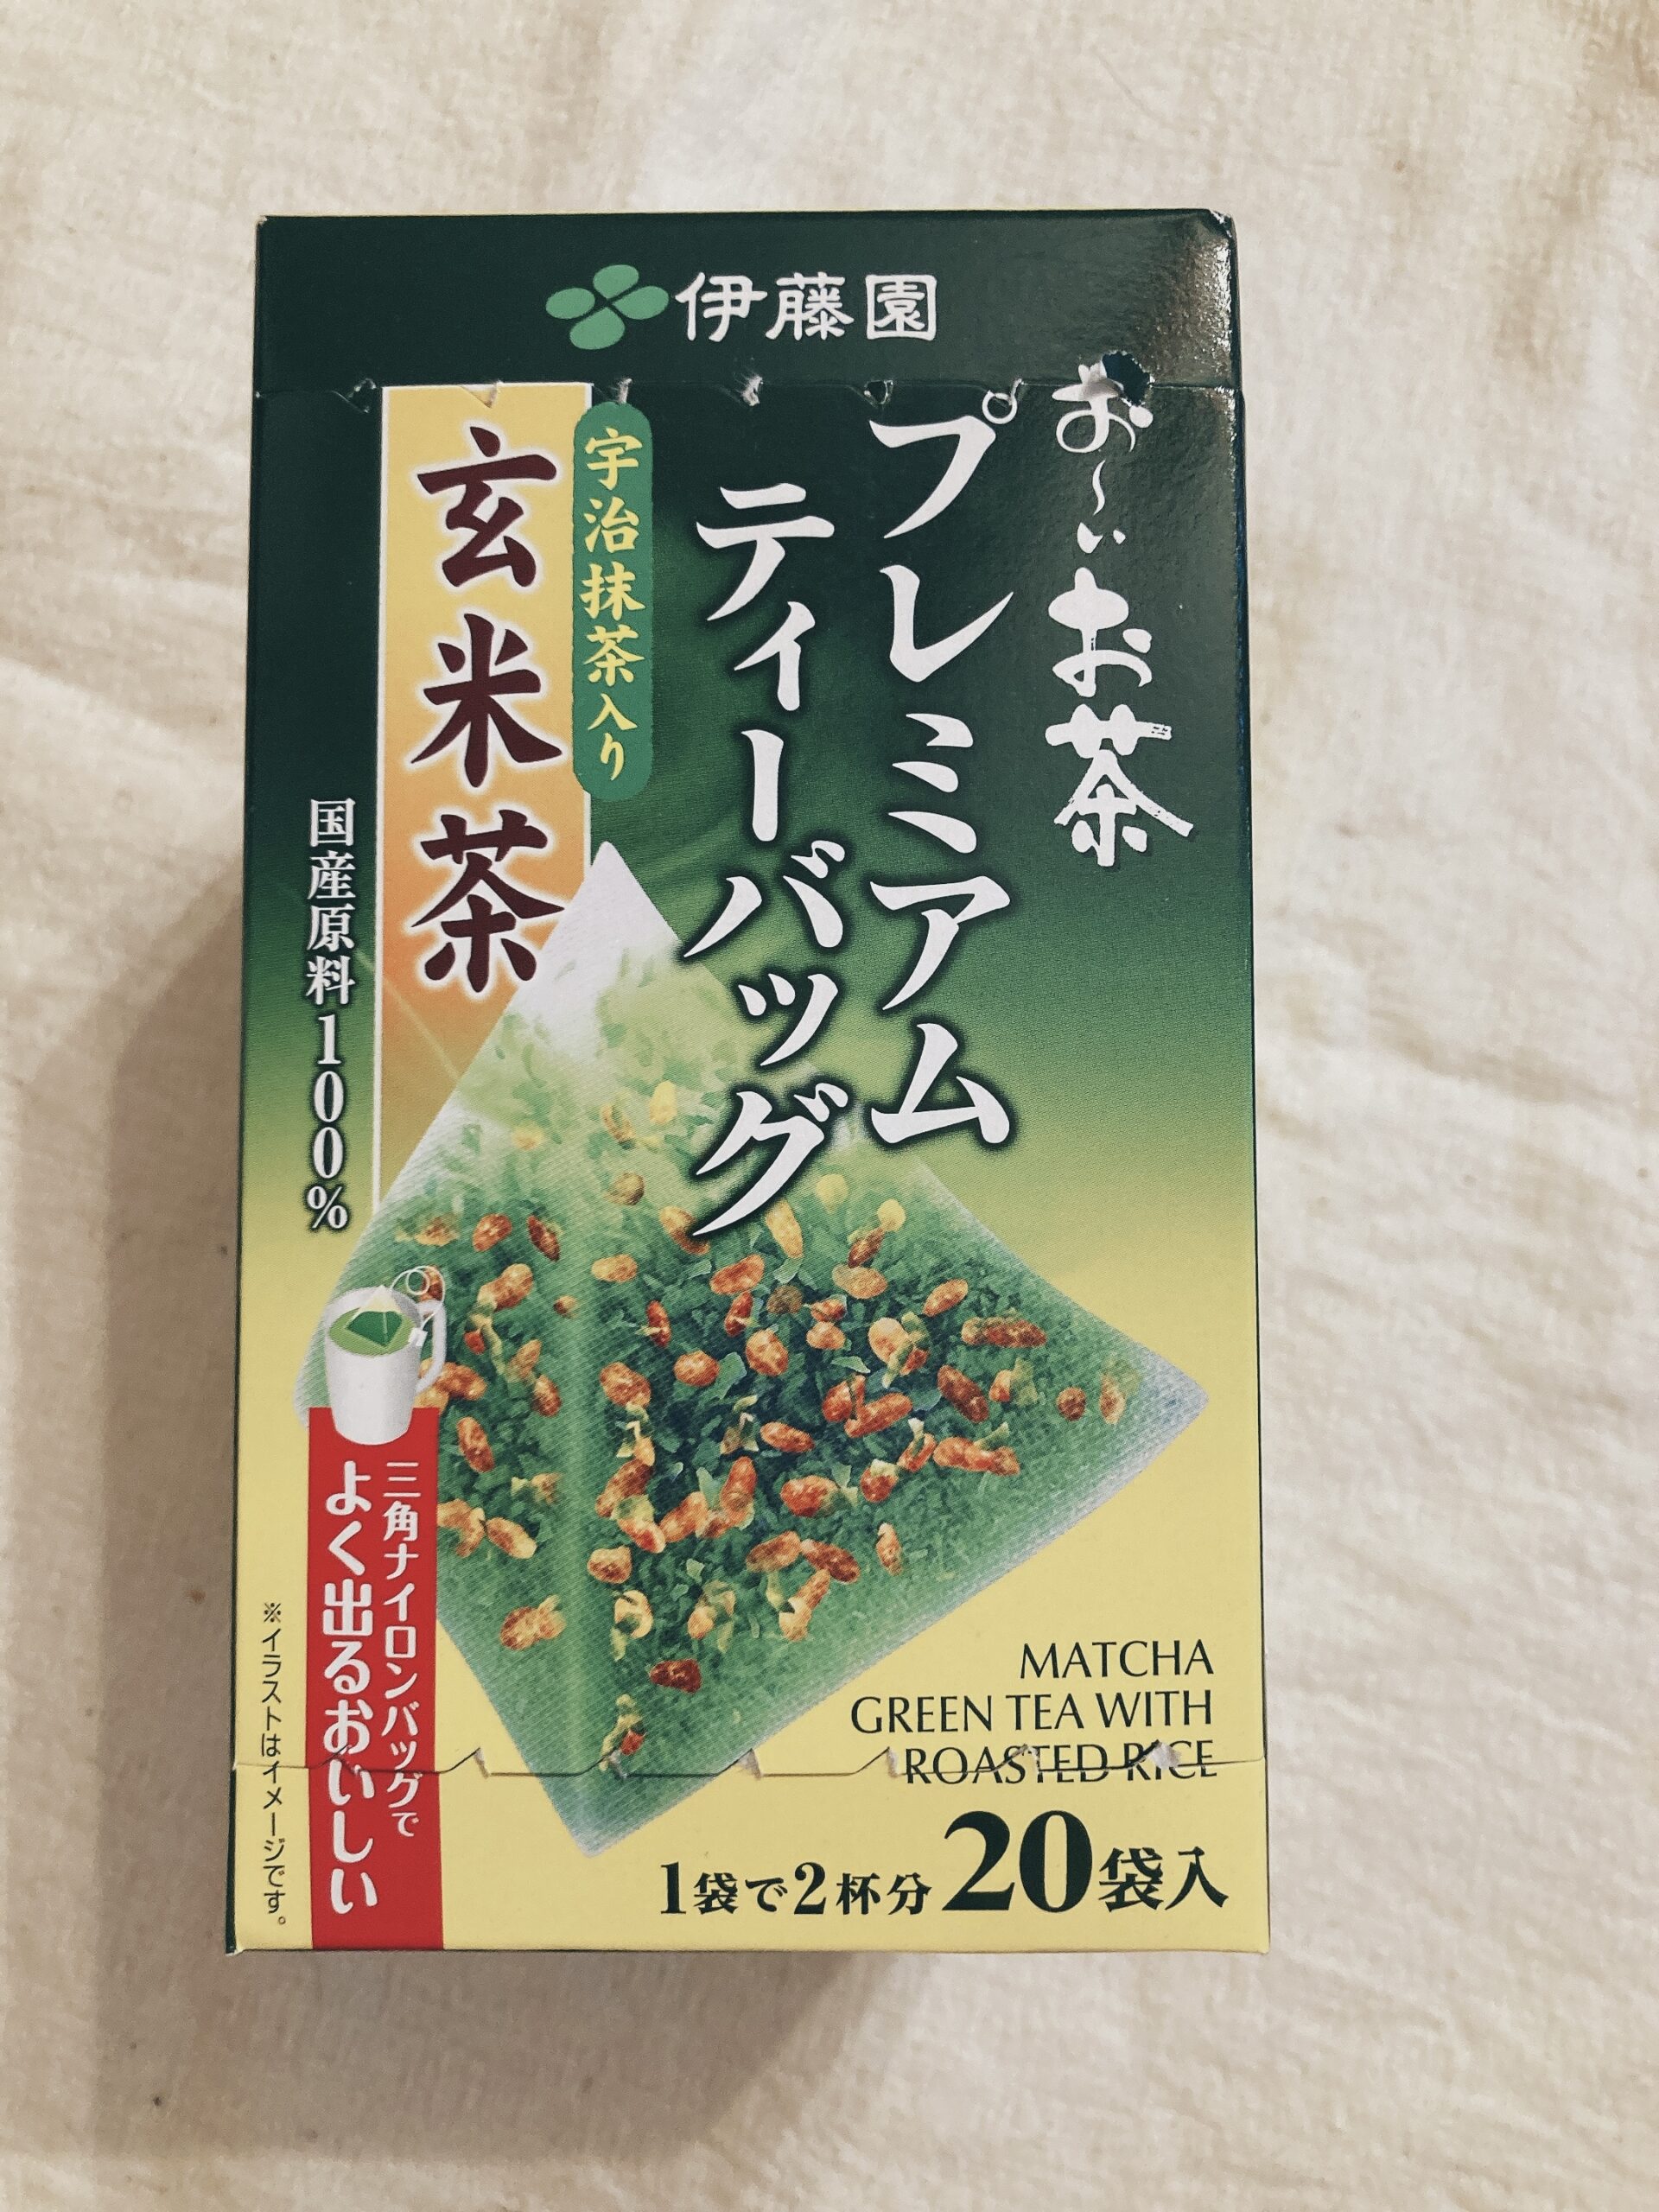 伊藤園
お〜いお茶
プレミアム
ティーバッグ
宇治抹茶入り
玄米茶
国産原料100%
三角ナイロンバッグで
よく出るおいしい
※イラストはイメージです。
MATCHA
GREEN TEA WITH
ROASTED RICE
1袋で2杯分 20袋入